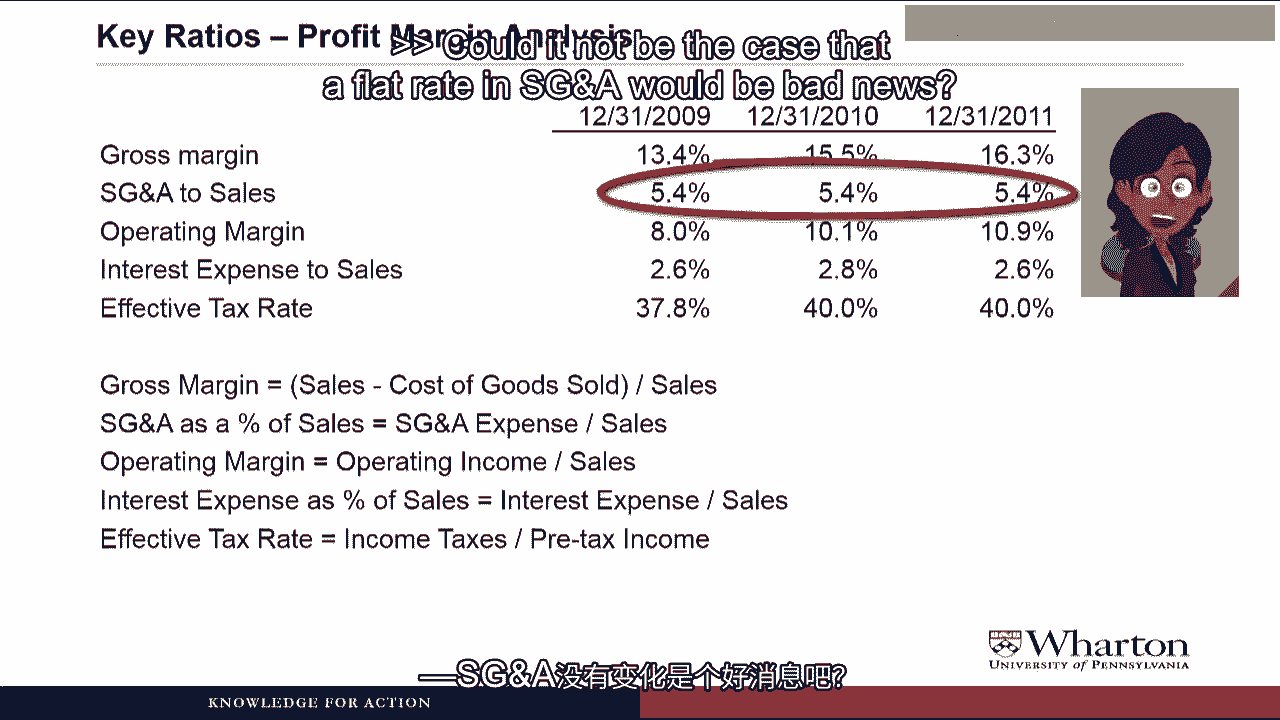 Key Ratios – Profit Margin Analysis
>> Could it not be the case that
a flat rate in SG&A would be bad news?
12/31/2009 12/31/2010 12/31/2011
Gross margin 13.4% 15.5% 16.3%
SG&A to Sales 5.4% 5.4% 5.4%
Operating Margin 8.0% 10.1% 10.9%
Interest Expense to Sales 2.6% 2.8% 2.6%
Effective Tax Rate 37.8% 40.0% 40.0%
Gross Margin = (Sales - Cost of Goods Sold) / Sales
SG&A as a % of Sales = SG&A Expense / Sales
Operating Margin = Operating Income / Sales
Interest Expense as % of Sales = Interest Expense / Sales
Effective Tax Rate = Income Taxes / Pre-tax Income
Wharton
UNIVERSITY of PENNSYLVANIA
—SG&A没有变化是个好消息吧?
KNOWLEDGE FOR ACTION